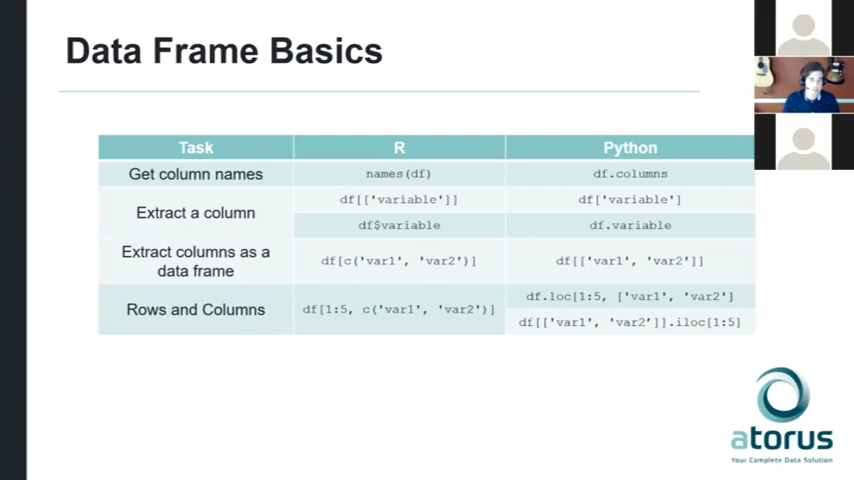 Data Frame Basics
Task R Python
Get column names names(df) df.columns
Extract a column df[['variable']] df['variable']
df$variable df.variable
Extract columns as a
data frame df[c('var1', 'var2')] df[['var1', 'var2']]
Rows and Columns df[1:5, c('var1', 'var2')] df.loc[1:5, ['var1', 'var2']
df[['var1', 'var2’]].iloc[1:5]
atorus
Your Complete Data Solution